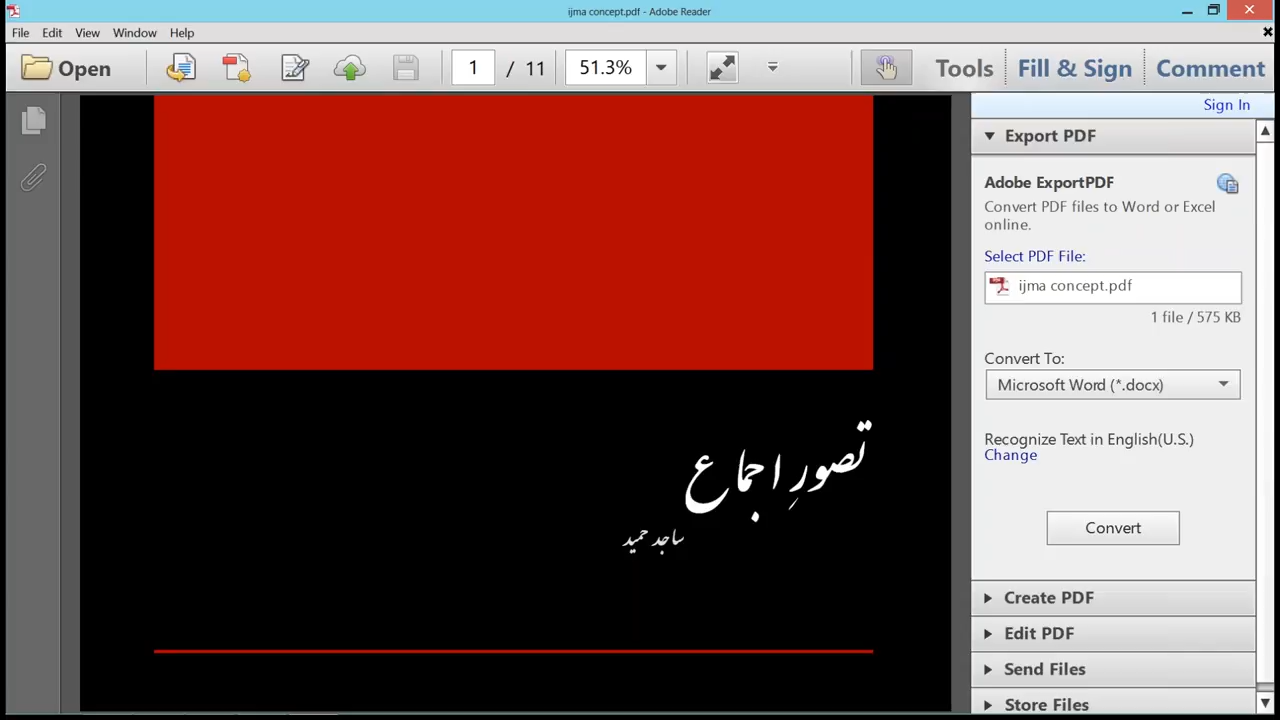 ijma concept.pdf - Adobe Reader
File Edit View Window Help
Open 1 / 11 51.3% Tools Fill & Sign Comment
Sign In
Export PDF
Adobe ExportPDF
Convert PDF files to Word or Excel
online.
Select PDF File:
ijma concept.pdf
1 file / 575 KB
Convert To:
Microsoft Word (*.docx)
Recognize Text in English(U.S.)
Change
Convert
Create PDF
Edit PDF
Send Files
Store Files
تصورِ اجماع
ساجد حمید